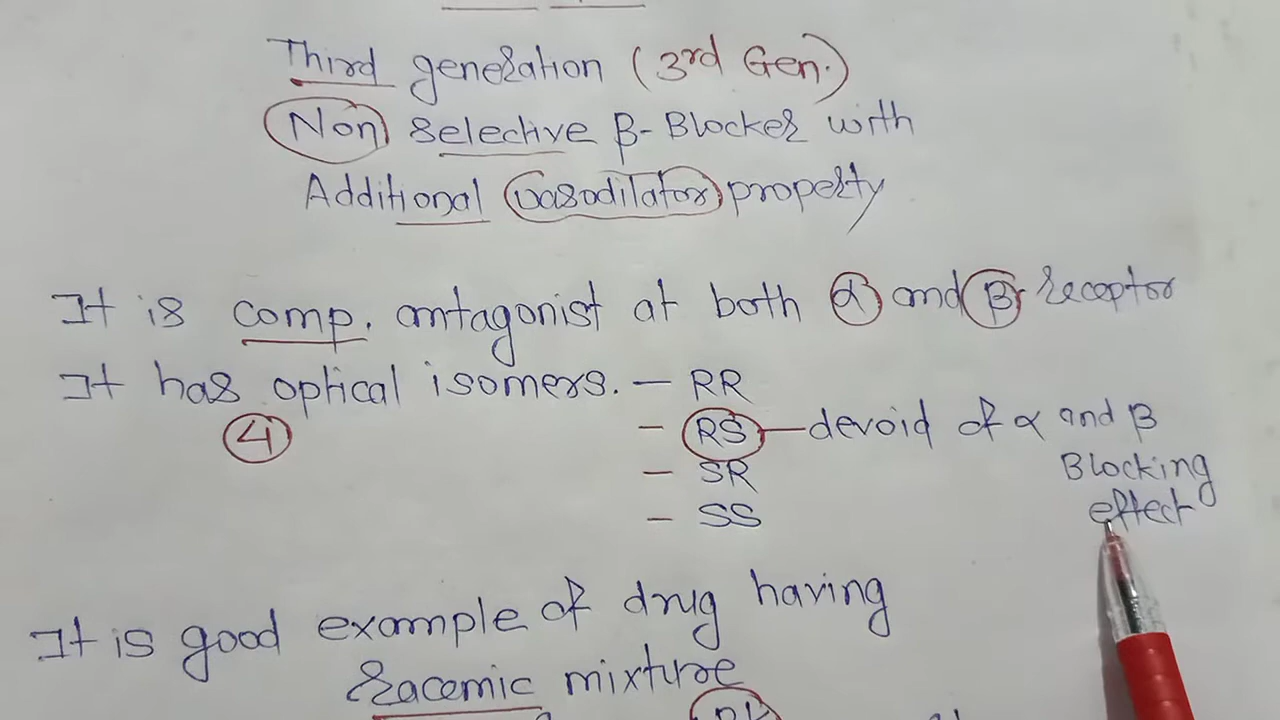 Third generation (3rd Gen.)
Non selective β-Blocker with
Additional vasodilator property
It is comp. antagonist at both α and β receptor
It has optical isomers. — RR
④
— RS — devoid of α and β
Blocking
effect
— SR
— SS
It is good example of drug having
racemic mixture